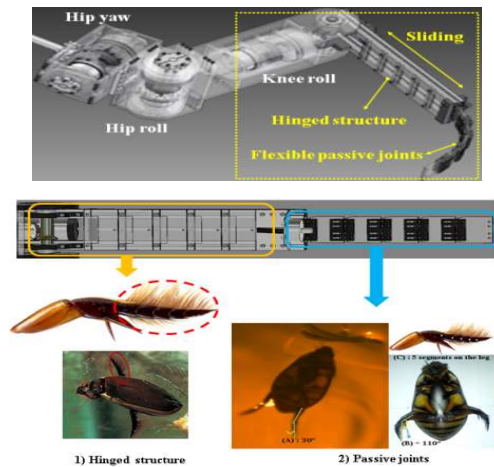 Hip yaw
Sliding
Knee roll
Hinged structure
Hip roll
Flexible passive joints
(C) : 5 segments on the leg
(A) : 30°
(B) = 110°
1) Hinged structure
2) Passive joints